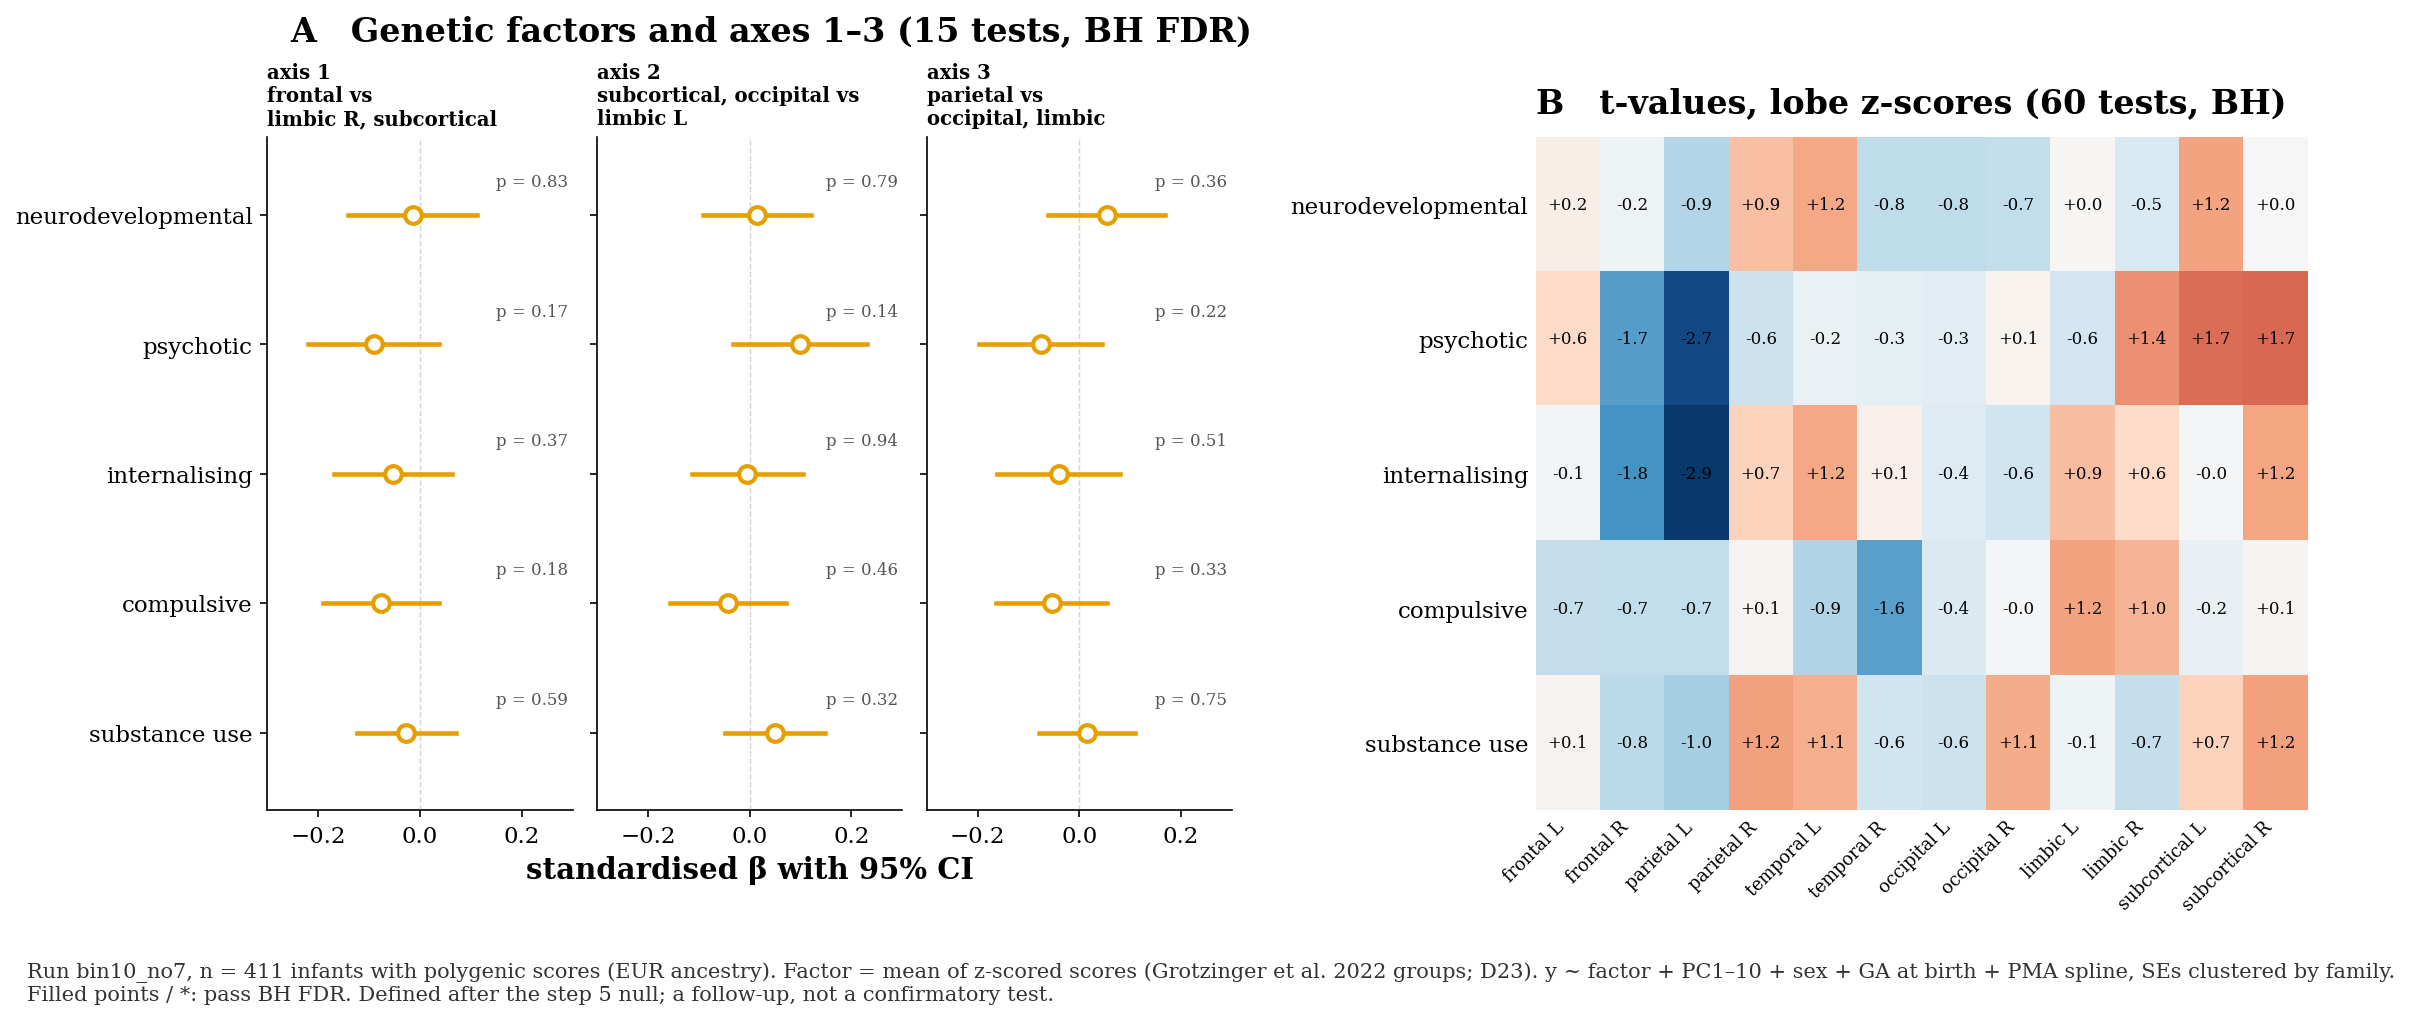 A   Genetic factors and axes 1–3 (15 tests, BH FDR)
axis 1
frontal vs
limbic R, subcortical
axis 2
subcortical, occipital vs
limbic L
axis 3
parietal vs
occipital, limbic
neurodevelopmental
p = 0.83
p = 0.79
p = 0.36
psychotic
p = 0.17
p = 0.14
p = 0.22
internalising
p = 0.37
p = 0.94
p = 0.51
compulsive
p = 0.18
p = 0.46
p = 0.33
substance use
p = 0.59
p = 0.32
p = 0.75
−0.2 0.0 0.2
−0.2 0.0 0.2
−0.2 0.0 0.2
standardised β with 95% CI
B   t-values, lobe z-scores (60 tests, BH)
neurodevelopmental +0.2 -0.2 -0.9 +0.9 +1.2 -0.8 -0.8 -0.7 +0.0 -0.5 +1.2 +0.0
psychotic +0.6 -1.7 -2.7 -0.6 -0.2 -0.3 -0.3 +0.1 -0.6 +1.4 +1.7 +1.7
internalising -0.1 -1.8 -2.9 +0.7 +1.2 +0.1 -0.4 -0.6 +0.9 +0.6 -0.0 +1.2
compulsive -0.7 -0.7 -0.7 +0.1 -0.9 -1.6 -0.4 -0.0 +1.2 +1.0 -0.2 +0.1
substance use +0.1 -0.8 -1.0 +1.2 +1.1 -0.6 -0.6 +1.1 -0.1 -0.7 +0.7 +1.2
frontal L
frontal R
parietal L
parietal R
temporal L
temporal R
occipital L
occipital R
limbic L
limbic R
subcortical L
subcortical R
Run bin10_no7, n = 411 infants with polygenic scores (EUR ancestry). Factor = mean of z-scored scores (Grotzinger et al. 2022 groups; D23). y ~ factor + PC1–10 + sex + GA at birth + PMA spline, SEs clustered by family.
Filled points / *: pass BH FDR. Defined after the step 5 null; a follow-up, not a confirmatory test.